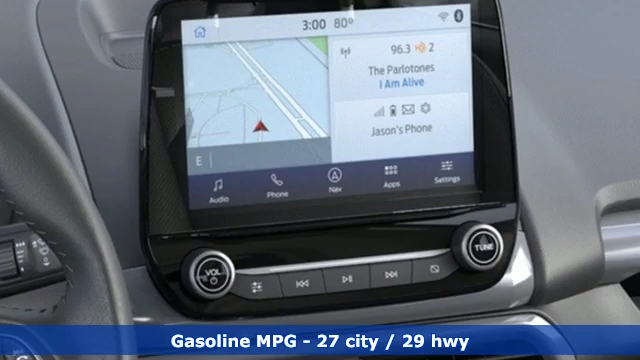 3:00 80°
96.3 2
The Parlotones
I Am Alive
Jason's Phone
E
Audio Phone Nav Apps Settings
VOL
TUNE
Gasoline MPG - 27 city / 29 hwy